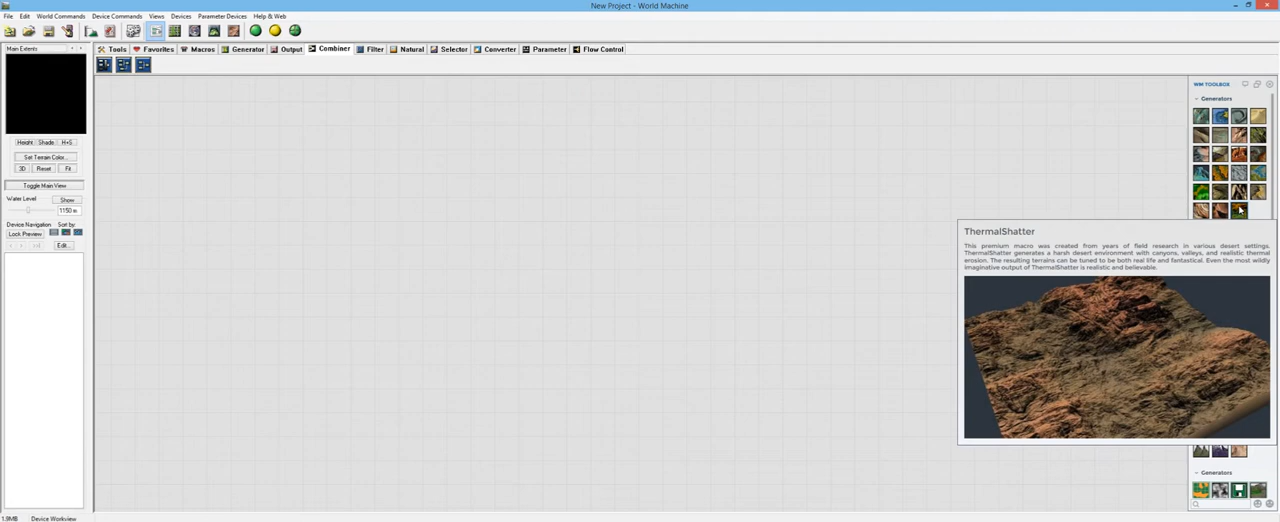 New Project - World Machine
File Edit World Commands Device Commands Views Devices Parameter Devices Help & Web
Main Extents
Tools Favorites Macros Generator Output Combiner Filter Natural Selector Converter Parameter Flow Control
WM TOOLBOX
Generators
Height Shade H+S
Set Terrain Color...
3D Reset Fit
Toggle Main View
Water Level Show
1150 m
Device Navigation Sort by:
Lock Preview
Edit...
ThermalShatter
This premium macro was created from years of field research in various desert settings.
ThermalShatter generates a harsh desert environment with canyons, valleys, and realistic thermal
erosion. The resulting terrains can be tuned to be both real life and fantastical. Even the most wildly
imaginative output of ThermalShatter is realistic and believable.
Generators
1.9MB Device Workview